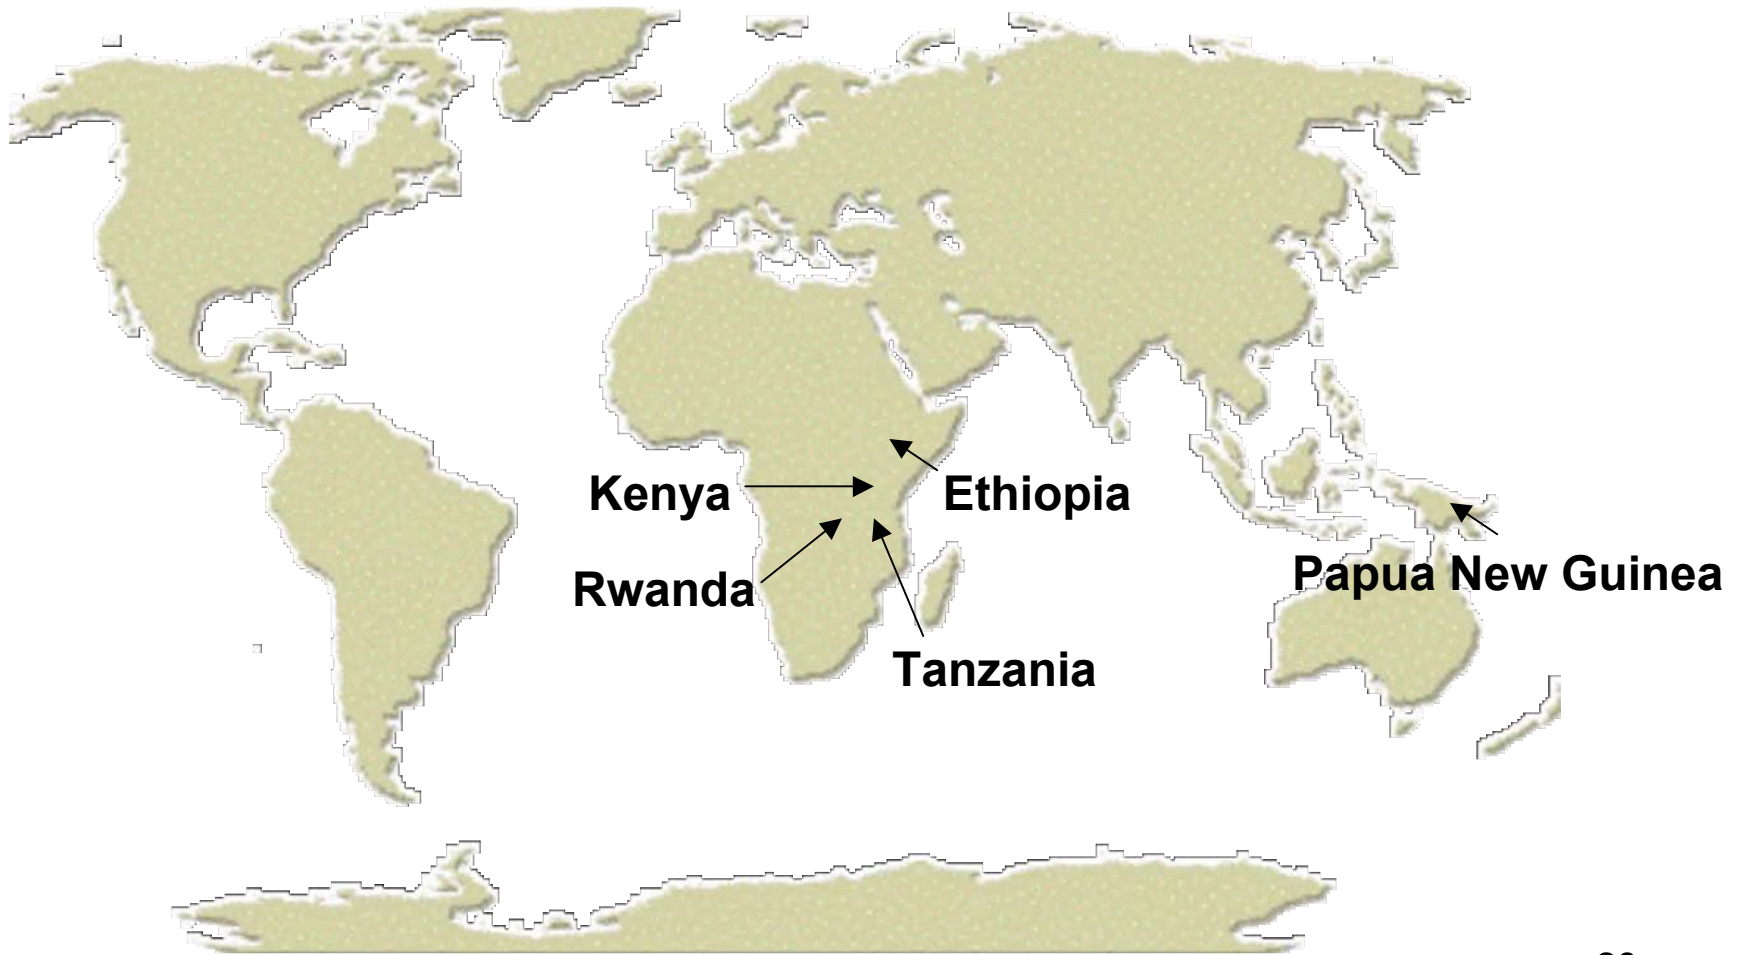 Kenya
Ethiopia
Rwanda
Papua New Guinea
Tanzania